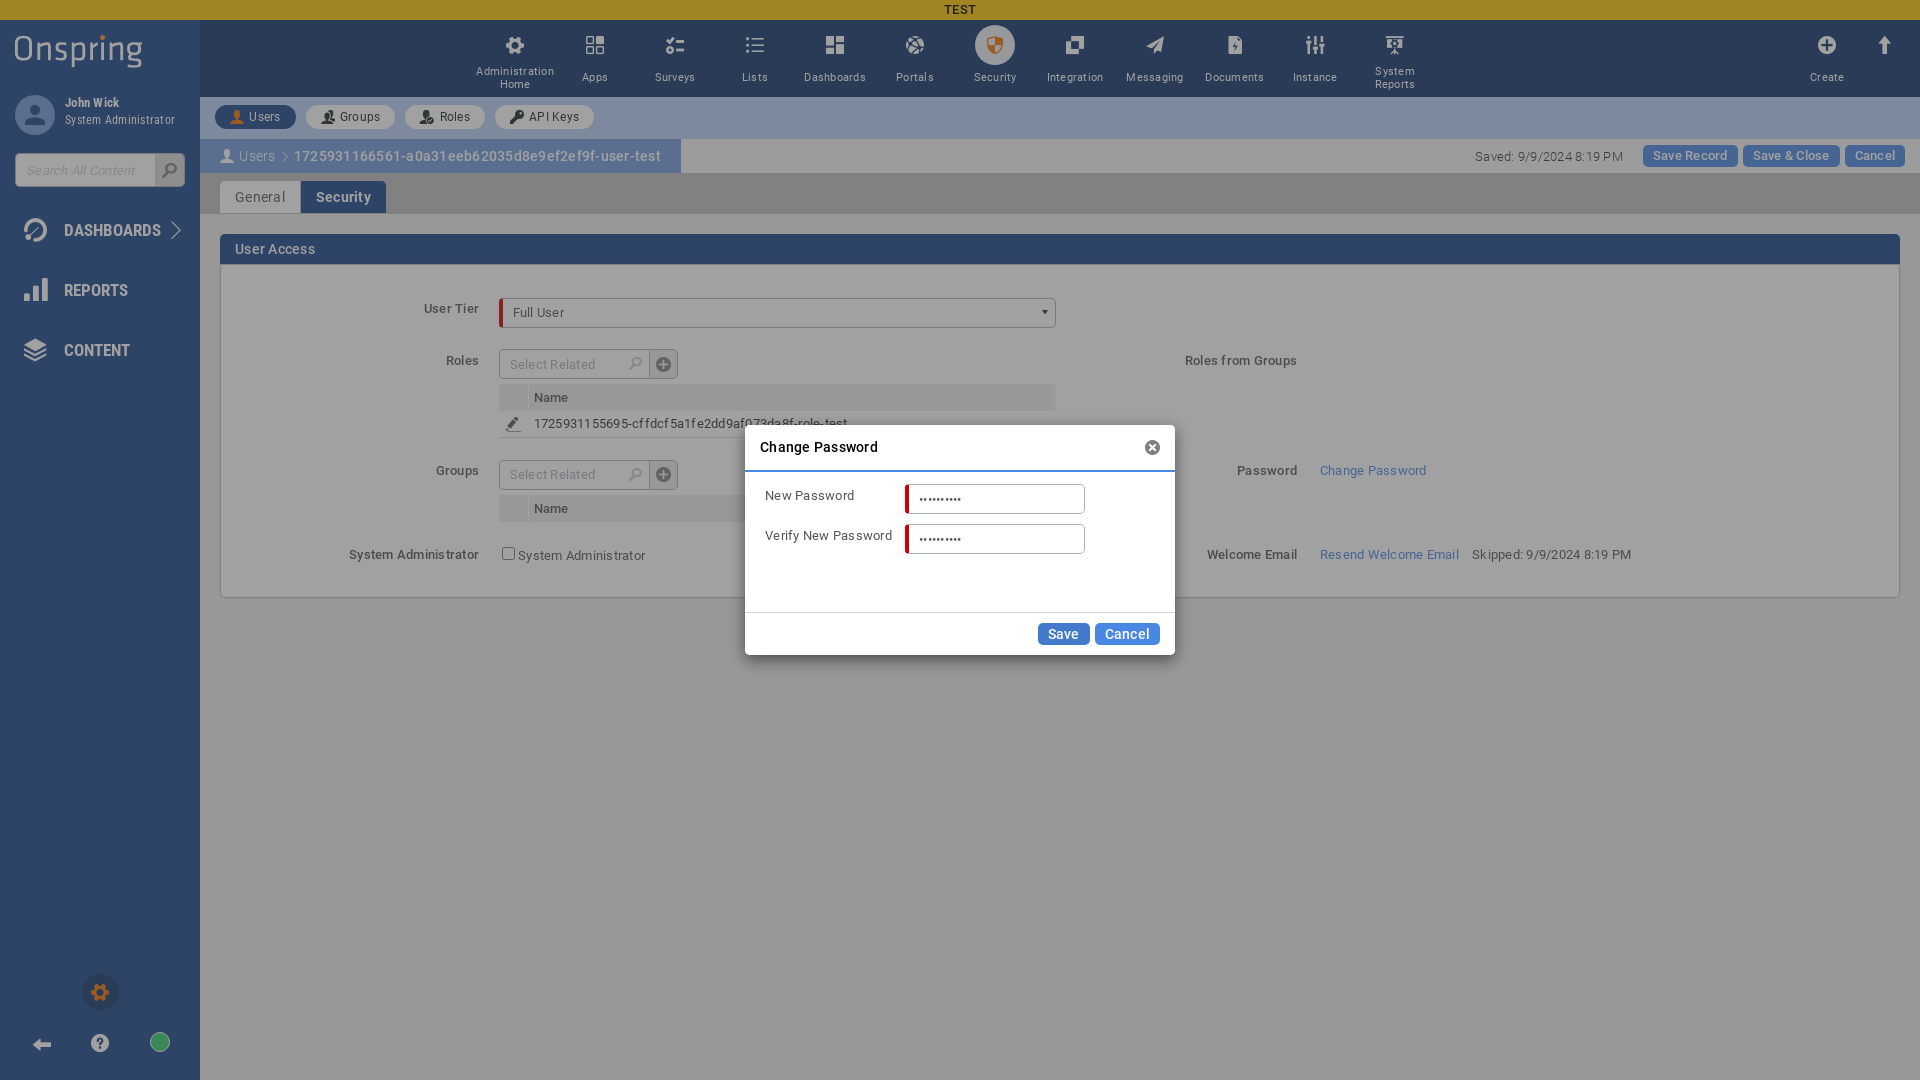 TEST
Onspring
John Wick
System Administrator
Search All Content
DASHBOARDS
REPORTS
CONTENT
Administration Home
Apps
Surveys
Lists
Dashboards
Portals
Security
Integration
Messaging
Documents
Instance
System Reports
Create
Users
Groups
Roles
API Keys
Users
1725931166561-a0a31eeb62035d8e9ef2ef9f-user-test
Saved: 9/9/2024 8:19 PM
Save Record
Save & Close
Cancel
General
Security
User Access
User Tier
Full User
Roles
Select Related
Roles from Groups
Name
1725931155695-cffdcf5a1fe2dd9af073da8f-role-test
Groups
Select Related
Name
Password
Change Password
System Administrator
System Administrator
Welcome Email
Resend Welcome Email
Skipped: 9/9/2024 8:19 PM
Change Password
New Password
••••••••••
Verify New Password
••••••••••
Save
Cancel